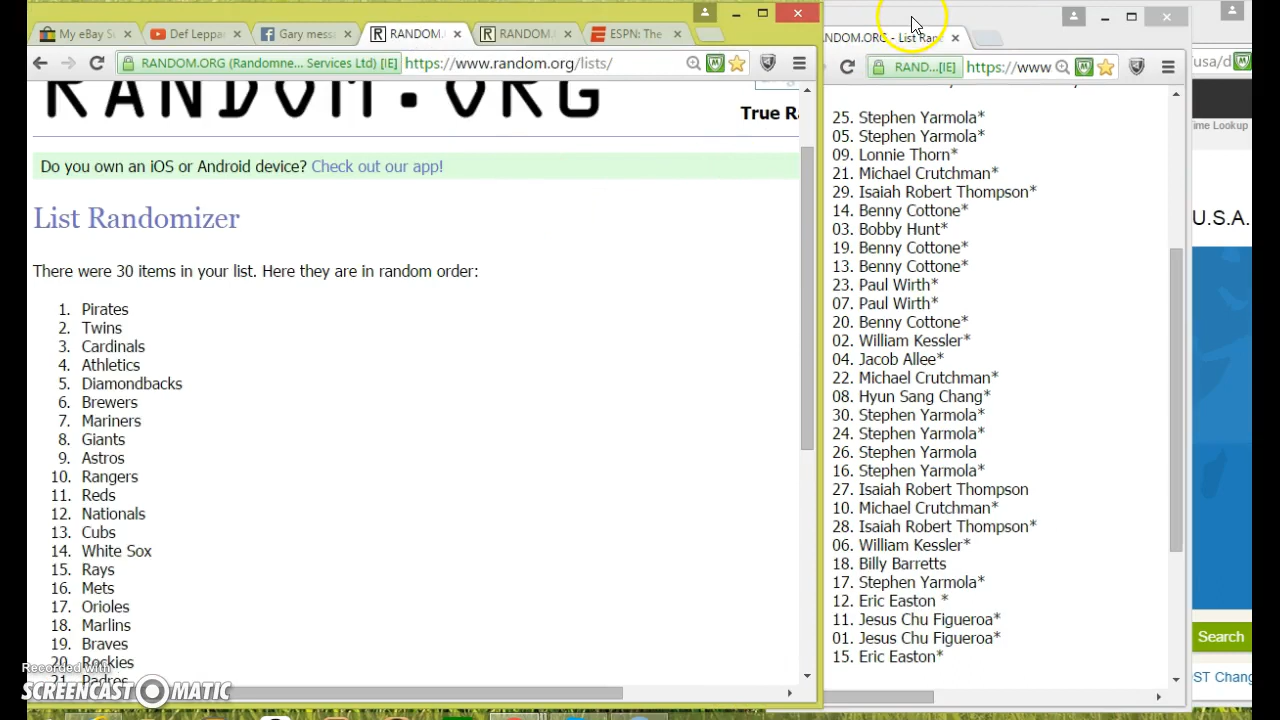 My eBay S
Def Leppa
Gary messa
RANDOM.
RANDOM.
ESPN: The
RANDOM.ORG (Randomne... Services Ltd) [IE]
https://www.random.org/lists/
RANDOM.ORG
True Ra
Do you own an iOS or Android device? Check out our app!
List Randomizer
There were 30 items in your list. Here they are in random order:
1. Pirates
2. Twins
3. Cardinals
4. Athletics
5. Diamondbacks
6. Brewers
7. Mariners
8. Giants
9. Astros
10. Rangers
11. Reds
12. Nationals
13. Cubs
14. White Sox
15. Rays
16. Mets
17. Orioles
18. Marlins
19. Braves
20. Rockies
21. Padres
Recorded with
SCREENCAST MATIC
NDOM.ORG - List Ran
RAND...[IE]
https://www
25. Stephen Yarmola*
05. Stephen Yarmola*
09. Lonnie Thorn*
21. Michael Crutchman*
29. Isaiah Robert Thompson*
14. Benny Cottone*
03. Bobby Hunt*
19. Benny Cottone*
13. Benny Cottone*
23. Paul Wirth*
07. Paul Wirth*
20. Benny Cottone*
02. William Kessler*
04. Jacob Allee*
22. Michael Crutchman*
08. Hyun Sang Chang*
30. Stephen Yarmola*
24. Stephen Yarmola*
26. Stephen Yarmola
16. Stephen Yarmola*
27. Isaiah Robert Thompson
10. Michael Crutchman*
28. Isaiah Robert Thompson*
06. William Kessler*
18. Billy Barretts
17. Stephen Yarmola*
12. Eric Easton *
11. Jesus Chu Figueroa*
01. Jesus Chu Figueroa*
15. Eric Easton*
/usa/d
ime Lookup
U.S.A.
Search
ST Chang